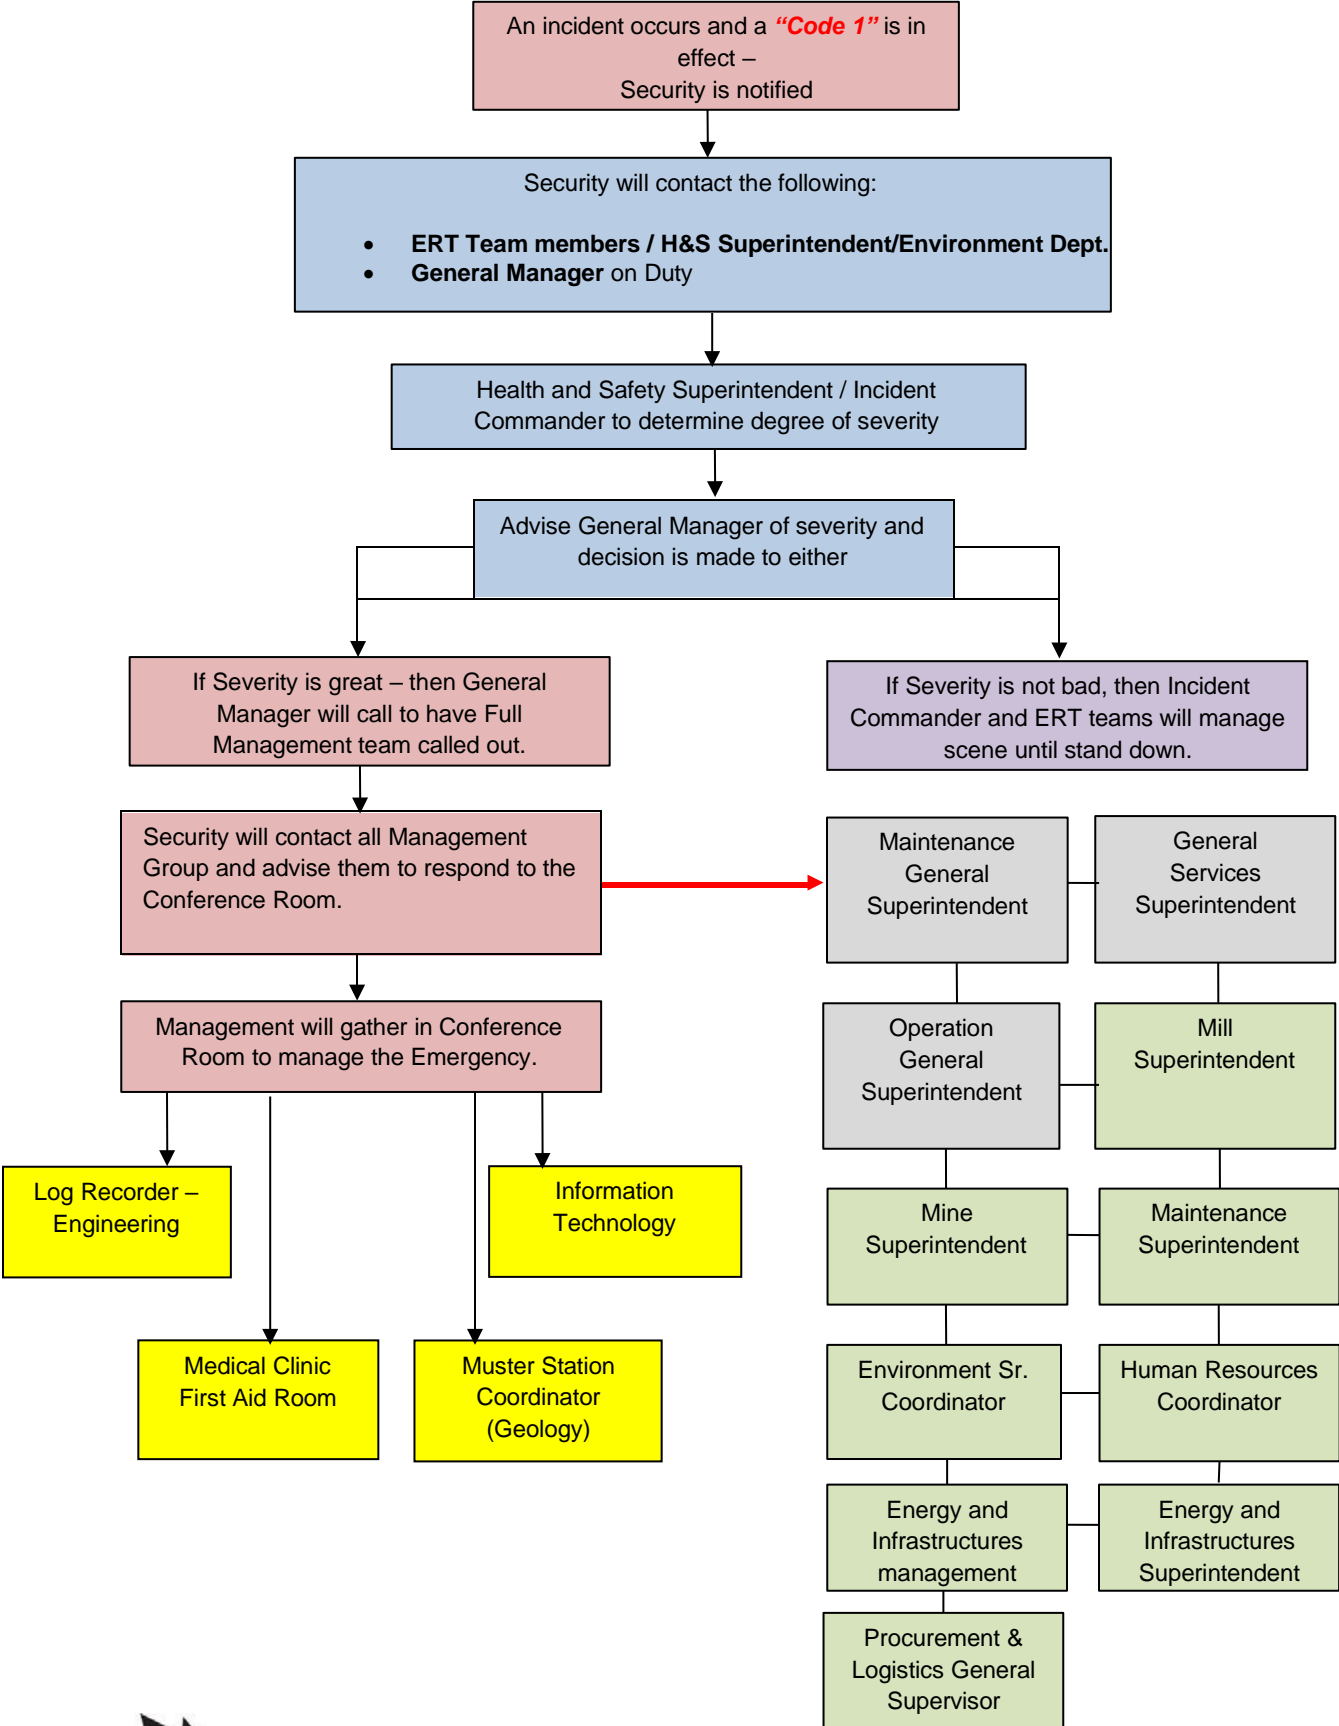 An incident occurs and a “Code 1” is in
effect –
Security is notified
Security will contact the following:
• ERT Team members / H&S Superintendent/Environment Dept.
• General Manager on Duty
Health and Safety Superintendent / Incident
Commander to determine degree of severity
Advise General Manager of severity and
decision is made to either
If Severity is great – then General
Manager will call to have Full
Management team called out.
If Severity is not bad, then Incident
Commander and ERT teams will manage
scene until stand down.
Security will contact all Management
Group and advise them to respond to the
Conference Room.
Management will gather in Conference
Room to manage the Emergency.
Log Recorder –
Engineering
Information
Technology
Medical Clinic
First Aid Room
Muster Station
Coordinator
(Geology)
Maintenance
General
Superintendent
General
Services
Superintendent
Operation
General
Superintendent
Mill
Superintendent
Mine
Superintendent
Maintenance
Superintendent
Environment Sr.
Coordinator
Human Resources
Coordinator
Energy and
Infrastructures
management
Energy and
Infrastructures
Superintendent
Procurement &
Logistics General
Supervisor